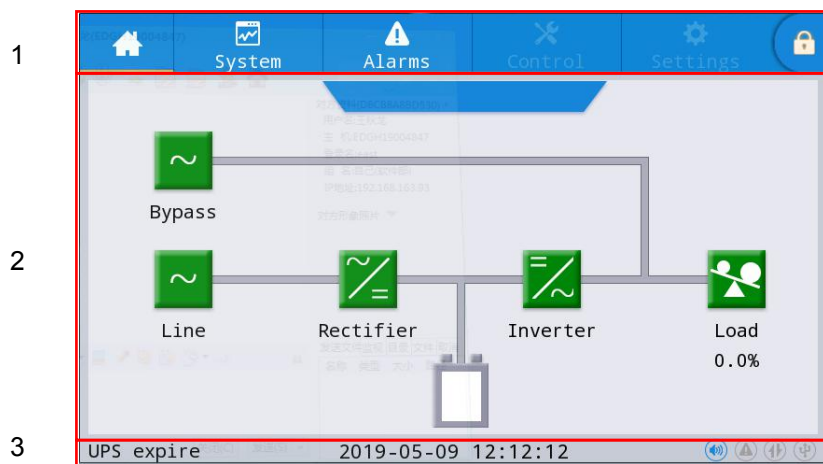 1
System Alarms Control Settings
2
Bypass
Line Rectifier Inverter Load
0.0%
3
UPS expire 2019-05-09 12:12:12